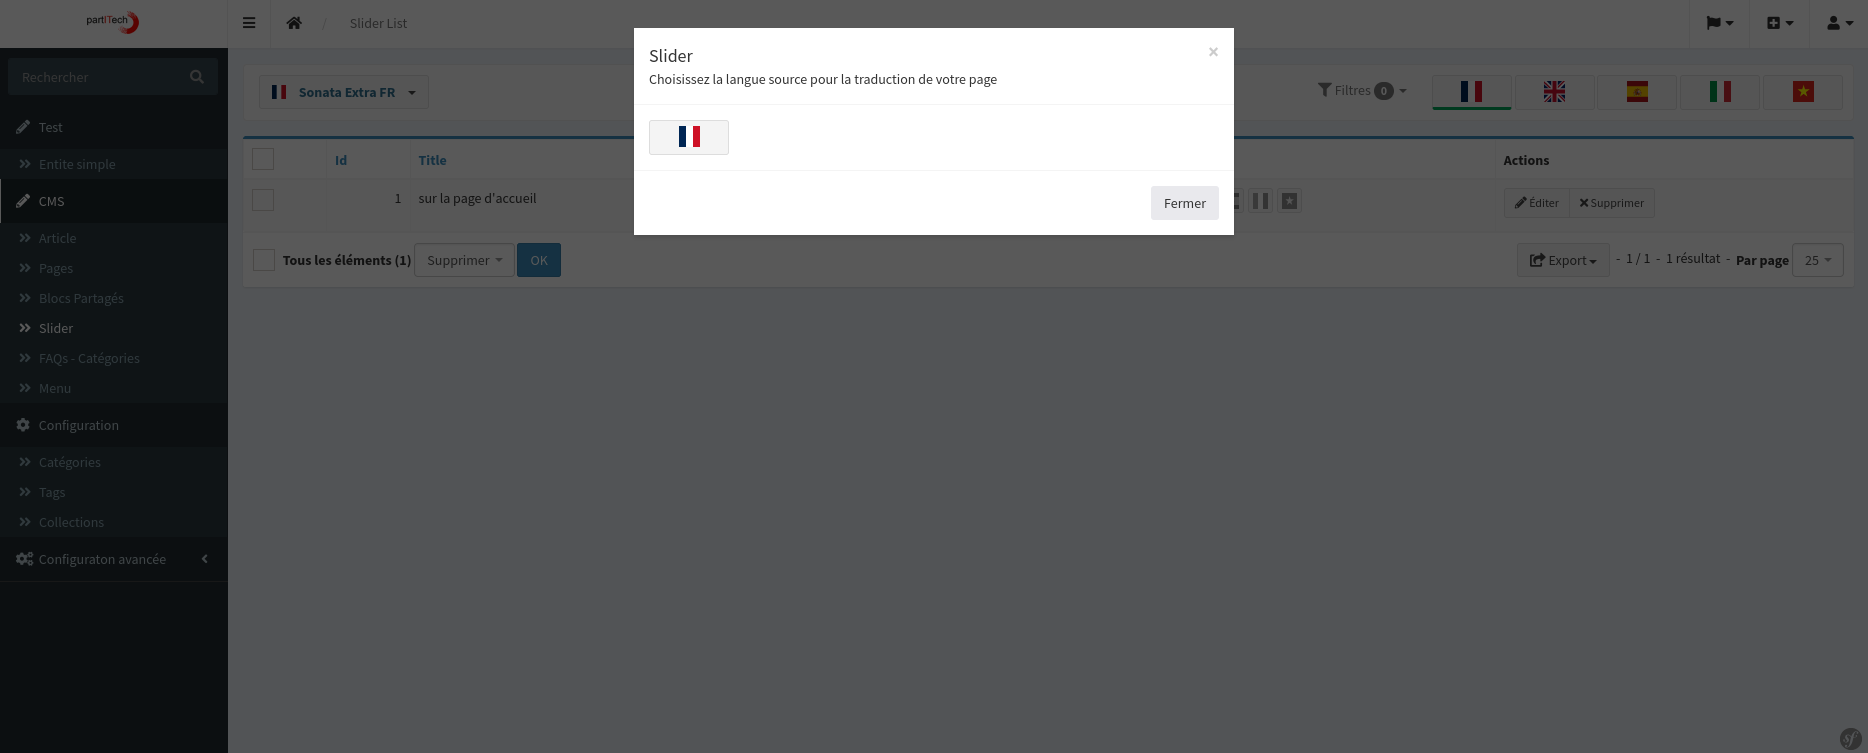 partITech
Slider List
Rechercher
Test
Entite simple
CMS
Article
Pages
Blocs Partagés
Slider
FAQs - Catégories
Menu
Configuration
Catégories
Tags
Collections
Configuraton avancée
Sonata Extra FR
Filtres 0
Id Title Actions
1 sur la page d'accueil Éditer Supprimer
Tous les éléments (1) Supprimer OK Export - 1 / 1 - 1 résultat - Par page 25
Slider ×
Choisissez la langue source pour la traduction de votre page
Fermer
sf